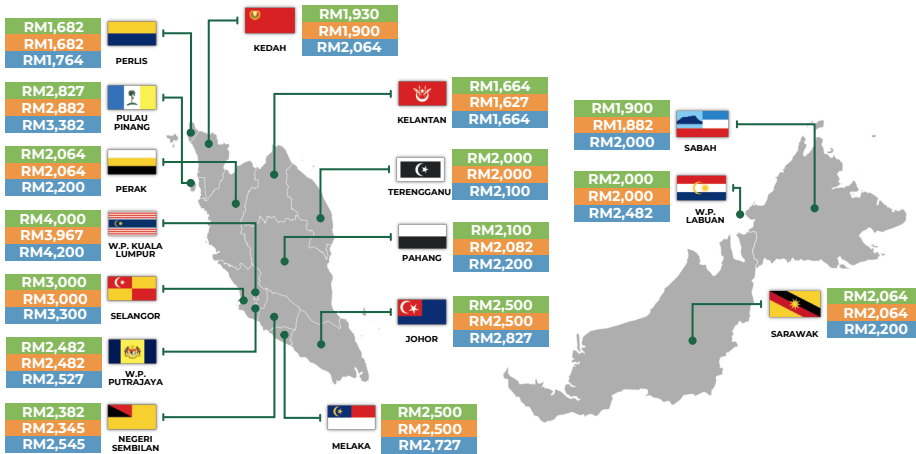 RM1,682
RM1,682
RM1,764
PERLIS
RM1,930
RM1,900
RM2,064
KEDAH
RM2,827
RM2,882
RM3,382
PULAU
PINANG
RM1,664
RM1,627
RM1,664
KELANTAN
RM1,900
RM1,882
RM2,000
SABAH
RM2,064
RM2,064
RM2,200
PERAK
RM2,000
RM2,000
RM2,100
TERENGGANU
RM2,000
RM2,000
RM2,482
W.P.
LABUAN
RM4,000
RM3,967
RM4,200
W.P. KUALA
LUMPUR
RM2,100
RM2,082
RM2,200
PAHANG
RM3,000
RM3,000
RM3,300
SELANGOR
RM2,500
RM2,500
RM2,827
JOHOR
RM2,064
RM2,064
RM2,200
SARAWAK
RM2,482
RM2,482
RM2,527
W.P.
PUTRAJAYA
RM2,382
RM2,345
RM2,545
NEGERI
SEMBILAN
RM2,500
RM2,500
RM2,727
MELAKA